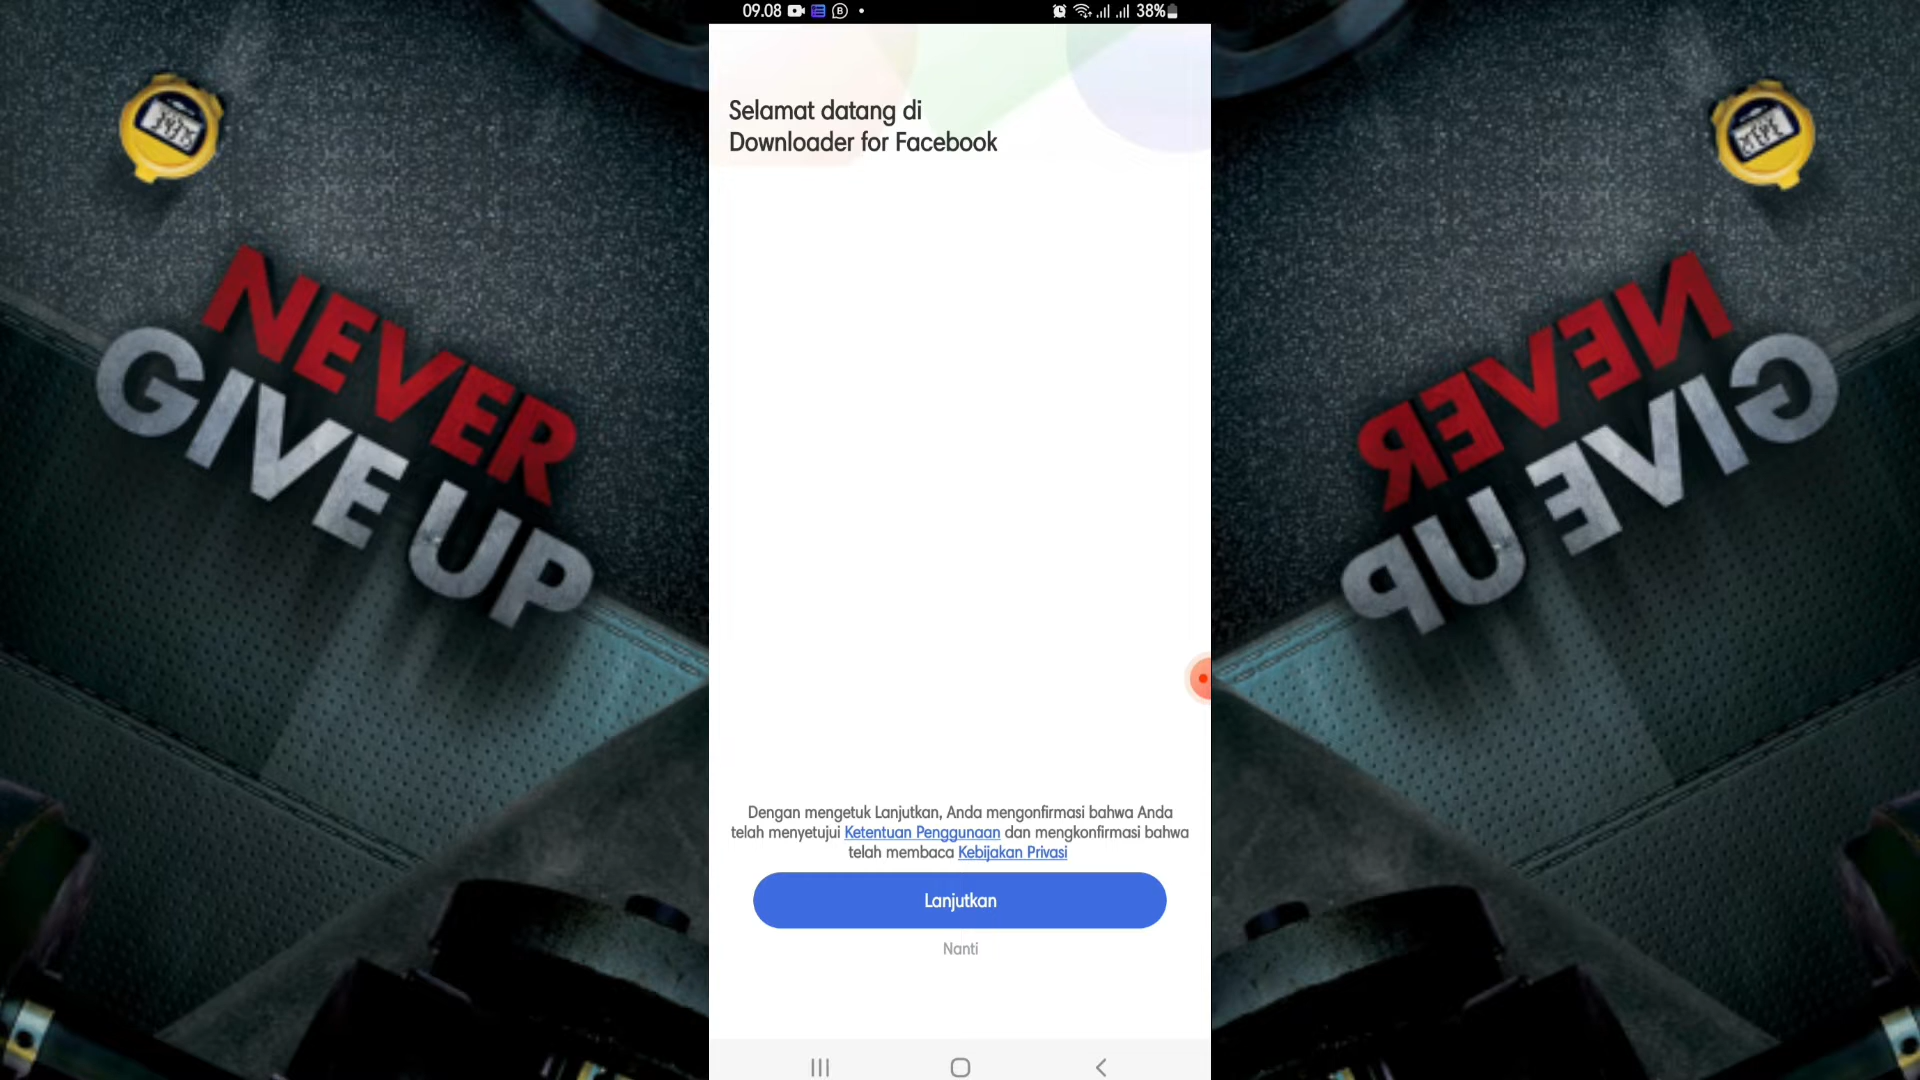 09.08
38%
Selamat datang di
Downloader for Facebook
NEVER
GIVE UP
NEVER
GIVE UP
Dengan mengetuk Lanjutkan, Anda mengonfirmasi bahwa Anda
telah menyetujui Ketentuan Penggunaan dan mengkonfirmasi bahwa
telah membaca Kebijakan Privasi
Lanjutkan
Nanti